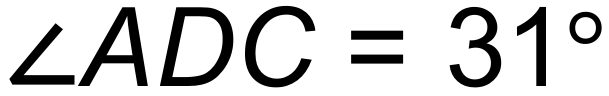 ∠ADC = 31°